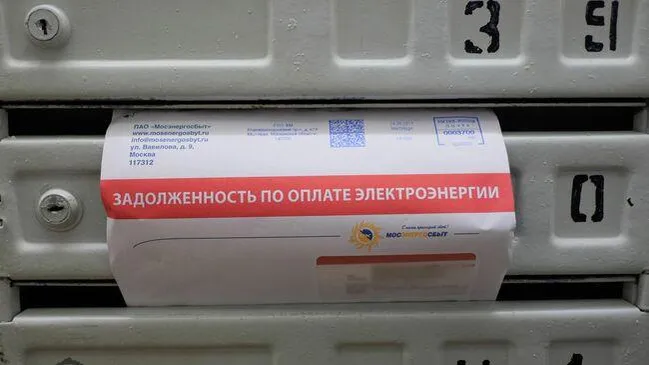 3 9
ПАО «Мосэнергосбыт»
www.mosenergosbyt.ru
info@mosenergosbyt.ru
ул. Вавилова, д. 9,
Москва
117312
0003700
ЗАДОЛЖЕННОСТЬ ПО ОПЛАТЕ ЭЛЕКТРОЭНЕРГИИ
МОСЭНЕРГОСБЫТ
0